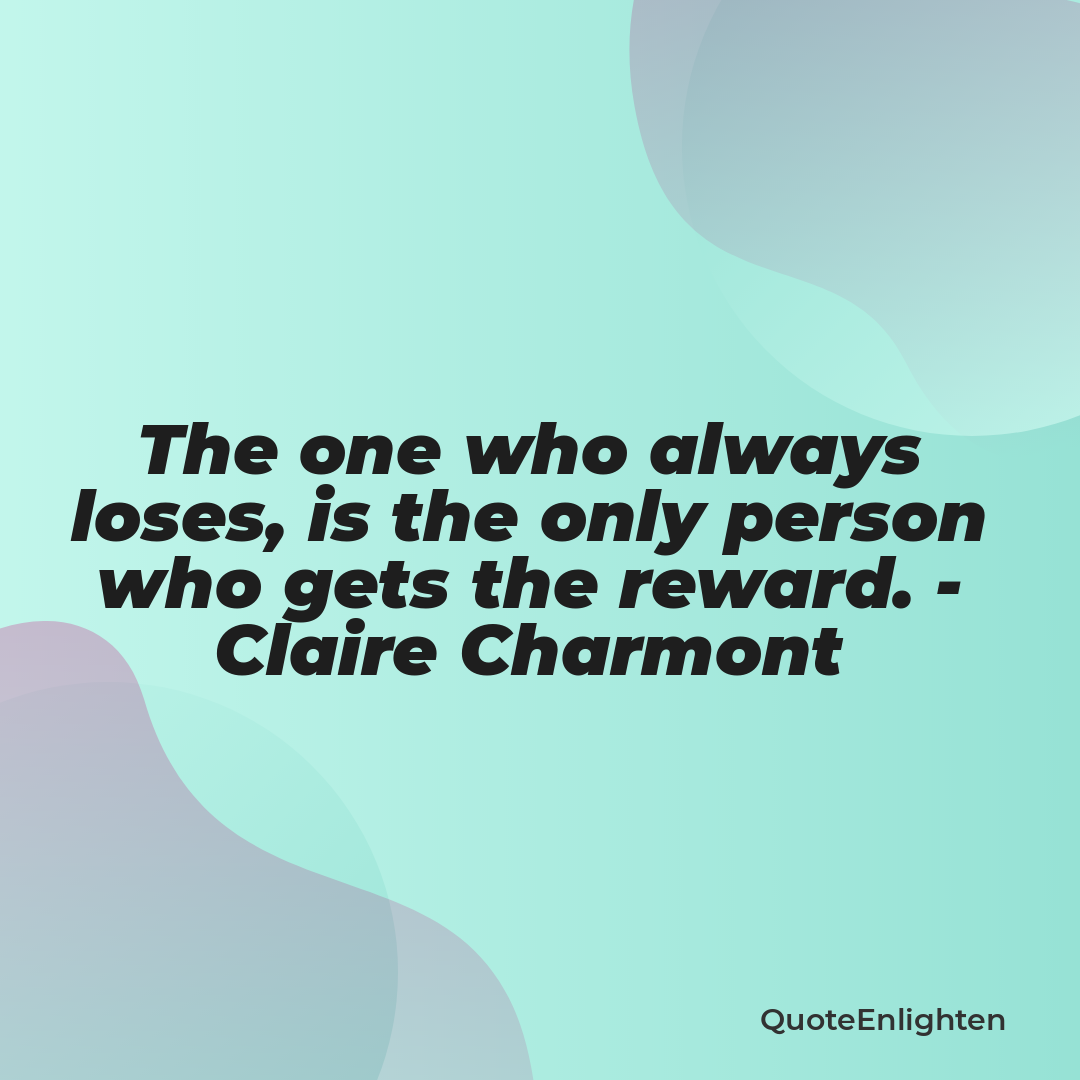 The one who always
loses, is the only person
who gets the reward. -
Claire Charmont
QuoteEnlighten